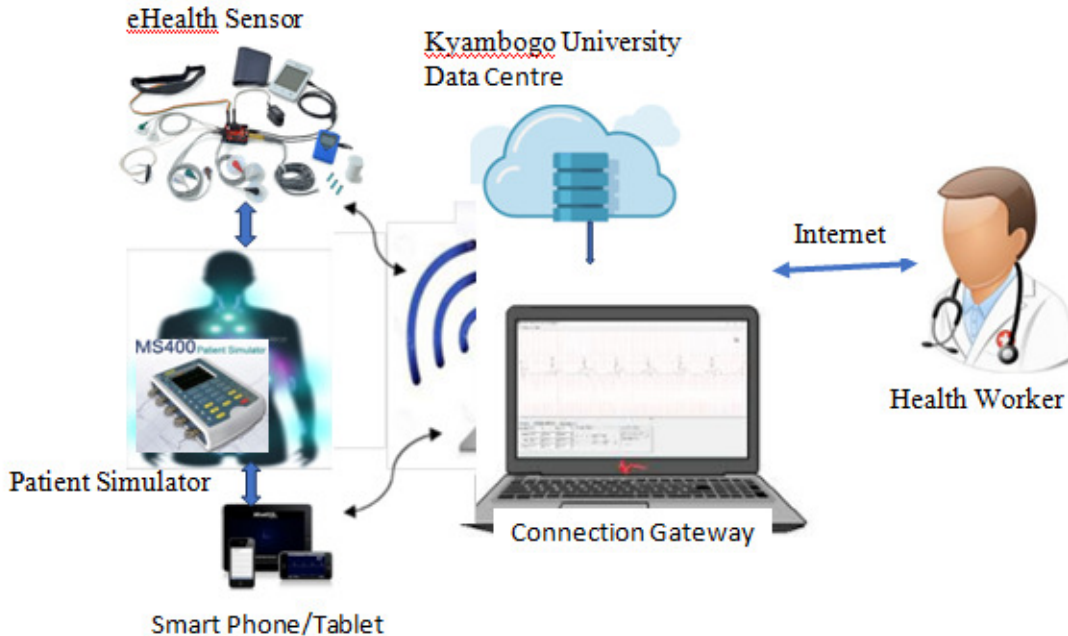 eHealth Sensor
Kyambogo University
Data Centre
Internet
MS400 Patient Simulator
Health Worker
Patient Simulator
Connection Gateway
Smart Phone/Tablet